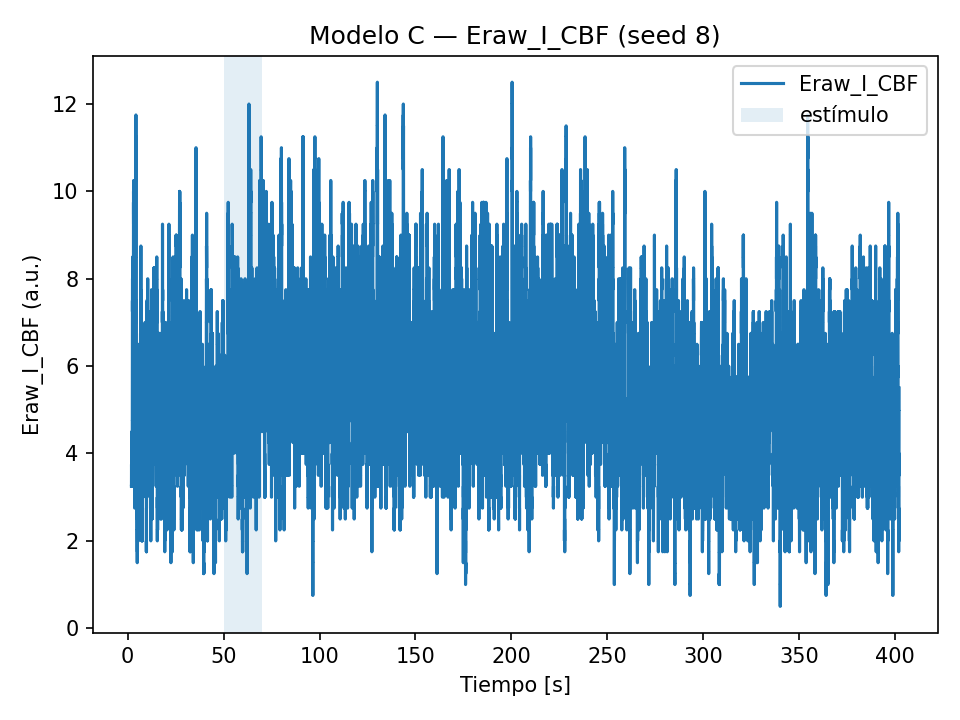 Modelo C — Eraw_I_CBF (seed 8)
Eraw_I_CBF
estímulo
Eraw_I_CBF (a.u.)
12
10
8
6
4
2
0
0 50 100 150 200 250 300 350 400
Tiempo [s]